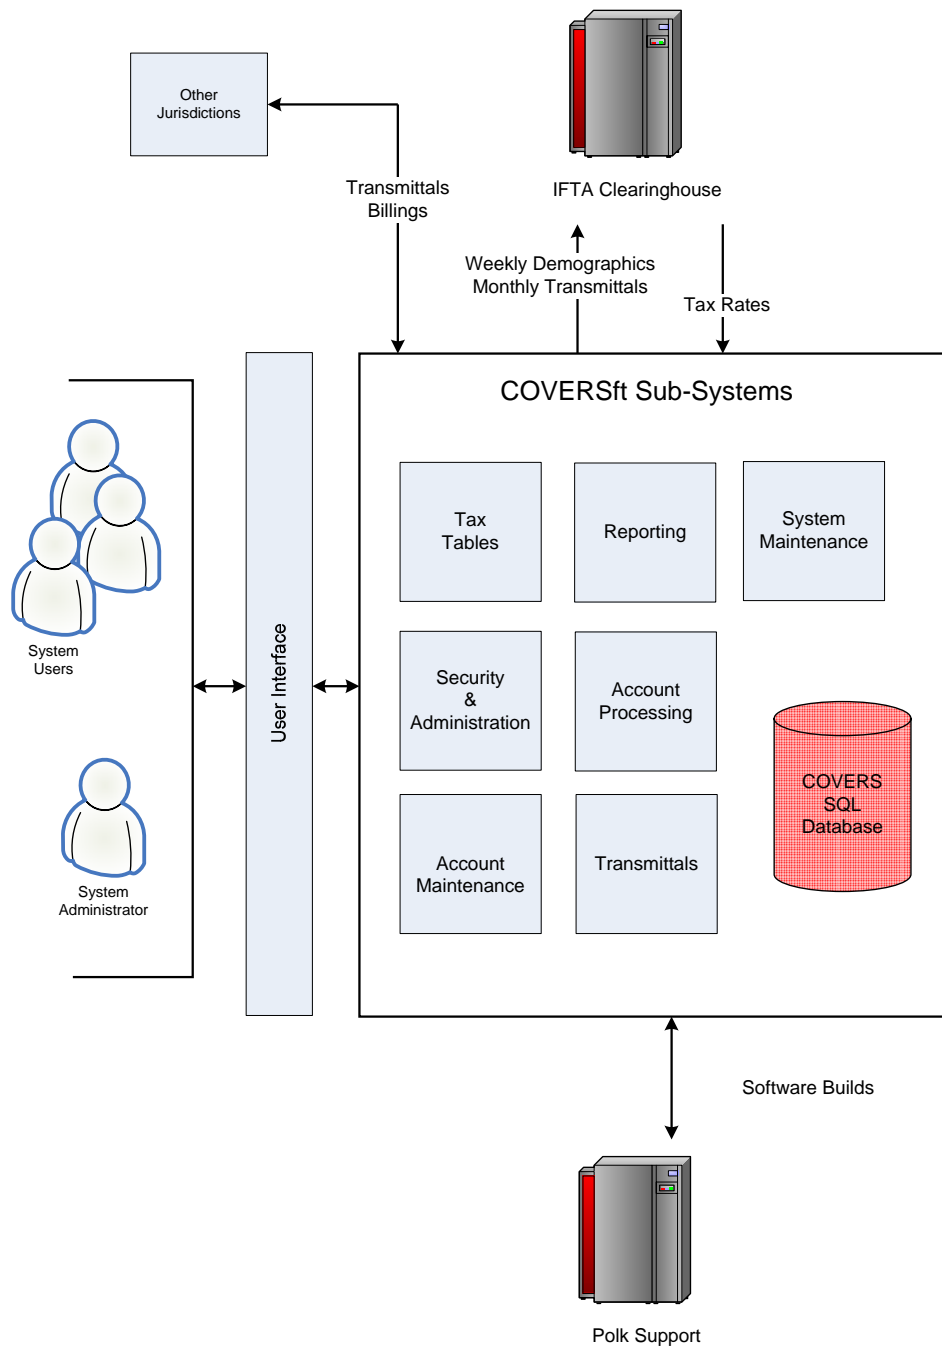 Other
Jurisdictions
IFTA Clearinghouse
Transmittals
Billings
Weekly Demographics
Monthly Transmittals
Tax Rates
COVERSft Sub-Systems
Tax
Tables
Reporting
System
Maintenance
System
Users
User Interface
Security
&
Administration
Account
Processing
COVERS
SQL
Database
System
Administrator
Account
Maintenance
Transmittals
Software Builds
Polk Support